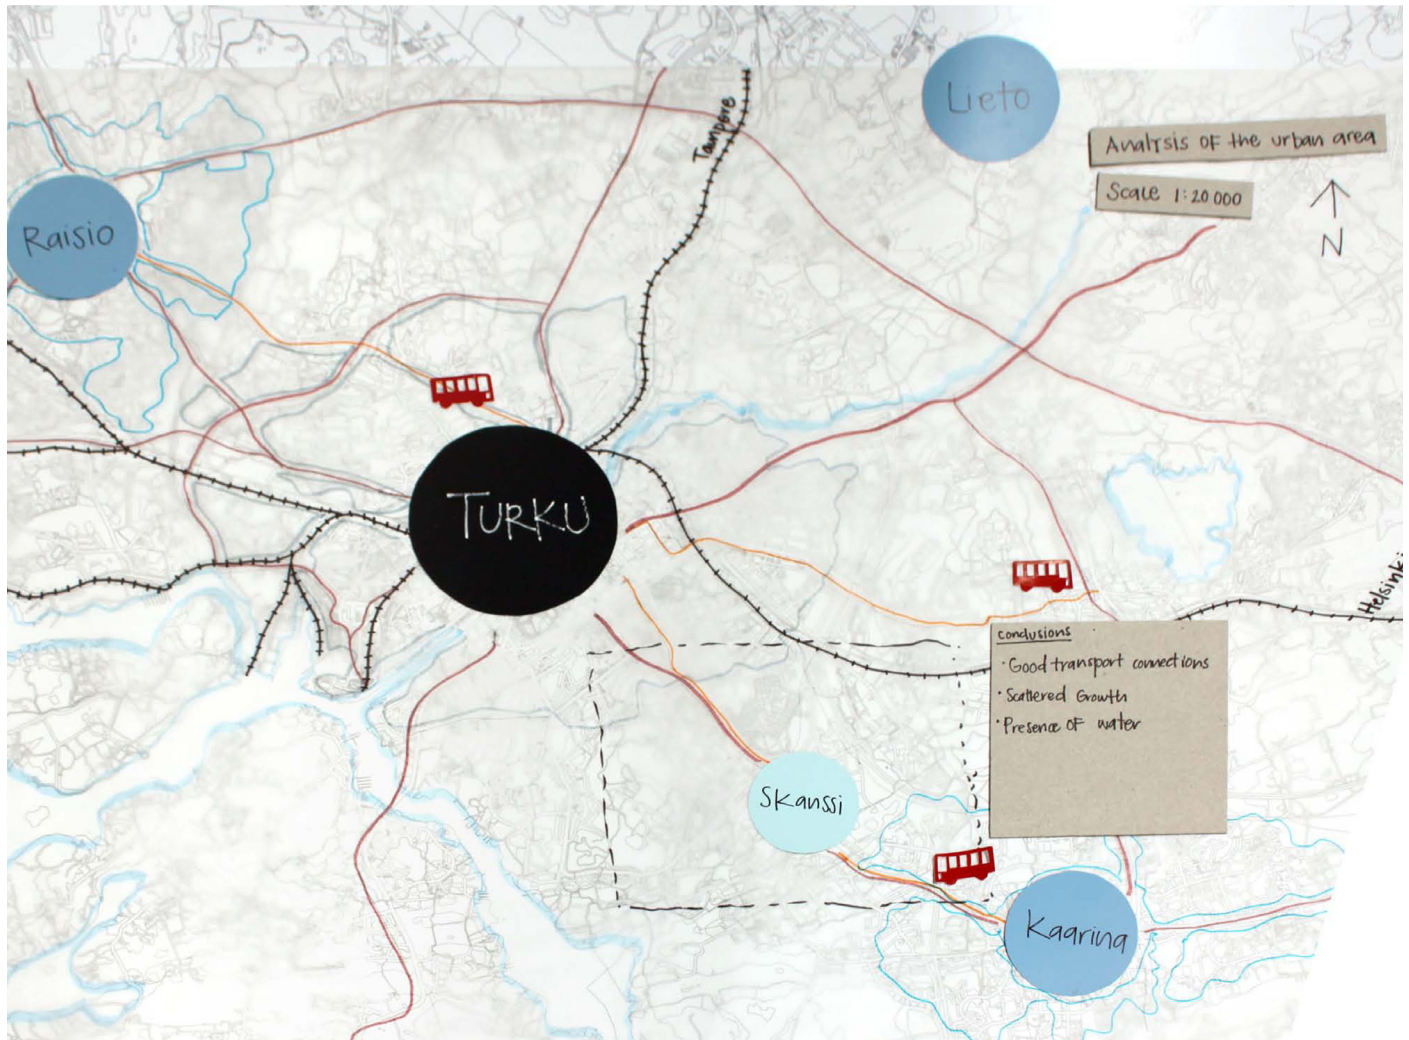 Tampere
Lieto
Analysis of the urban area
Scale 1:20 000
N
Raisio
TURKU
Helsinki
Conclusions
· Good transport connections
· Scattered Growth
· Presence of water
Skanssi
Kaarina